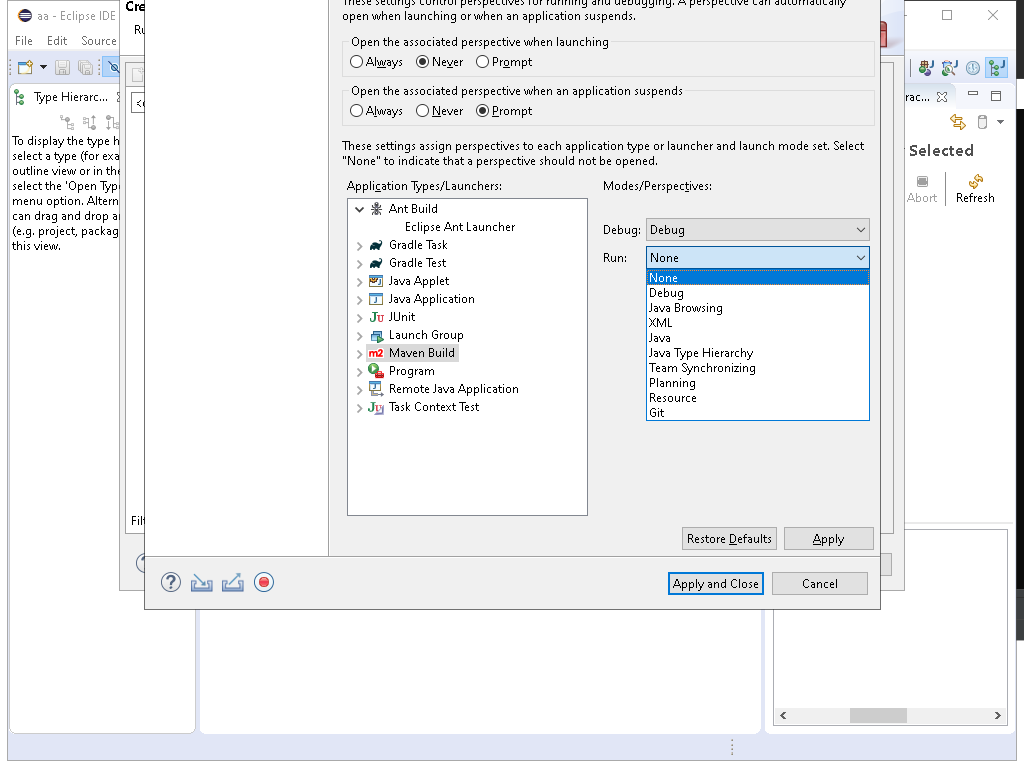 aa - Eclipse IDE
Cre
File Edit Source
Ru
These settings control perspectives for running and debugging. A perspective can automatically
open when launching or when an application suspends.
Open the associated perspective when launching
Always Never Prompt
Open the associated perspective when an application suspends
Always Never Prompt
These settings assign perspectives to each application type or launcher and launch mode set. Select
"None" to indicate that a perspective should not be opened.
Application Types/Launchers:
Ant Build
Eclipse Ant Launcher
Gradle Task
Gradle Test
Java Applet
Java Application
JUnit
Launch Group
Maven Build
Program
Remote Java Application
Task Context Test
Modes/Perspectives:
Debug: Debug
Run: None
None
Debug
Java Browsing
XML
Java
Java Type Hierarchy
Team Synchronizing
Planning
Resource
Git
Restore Defaults Apply
Apply and Close Cancel
Type Hierarc...
To display the type h
select a type (for exa
outline view or in the
select the 'Open Typ
menu option. Altern
can drag and drop a
(e.g. project, packag
this view.
Filt
rac...
Selected
Abort Refresh